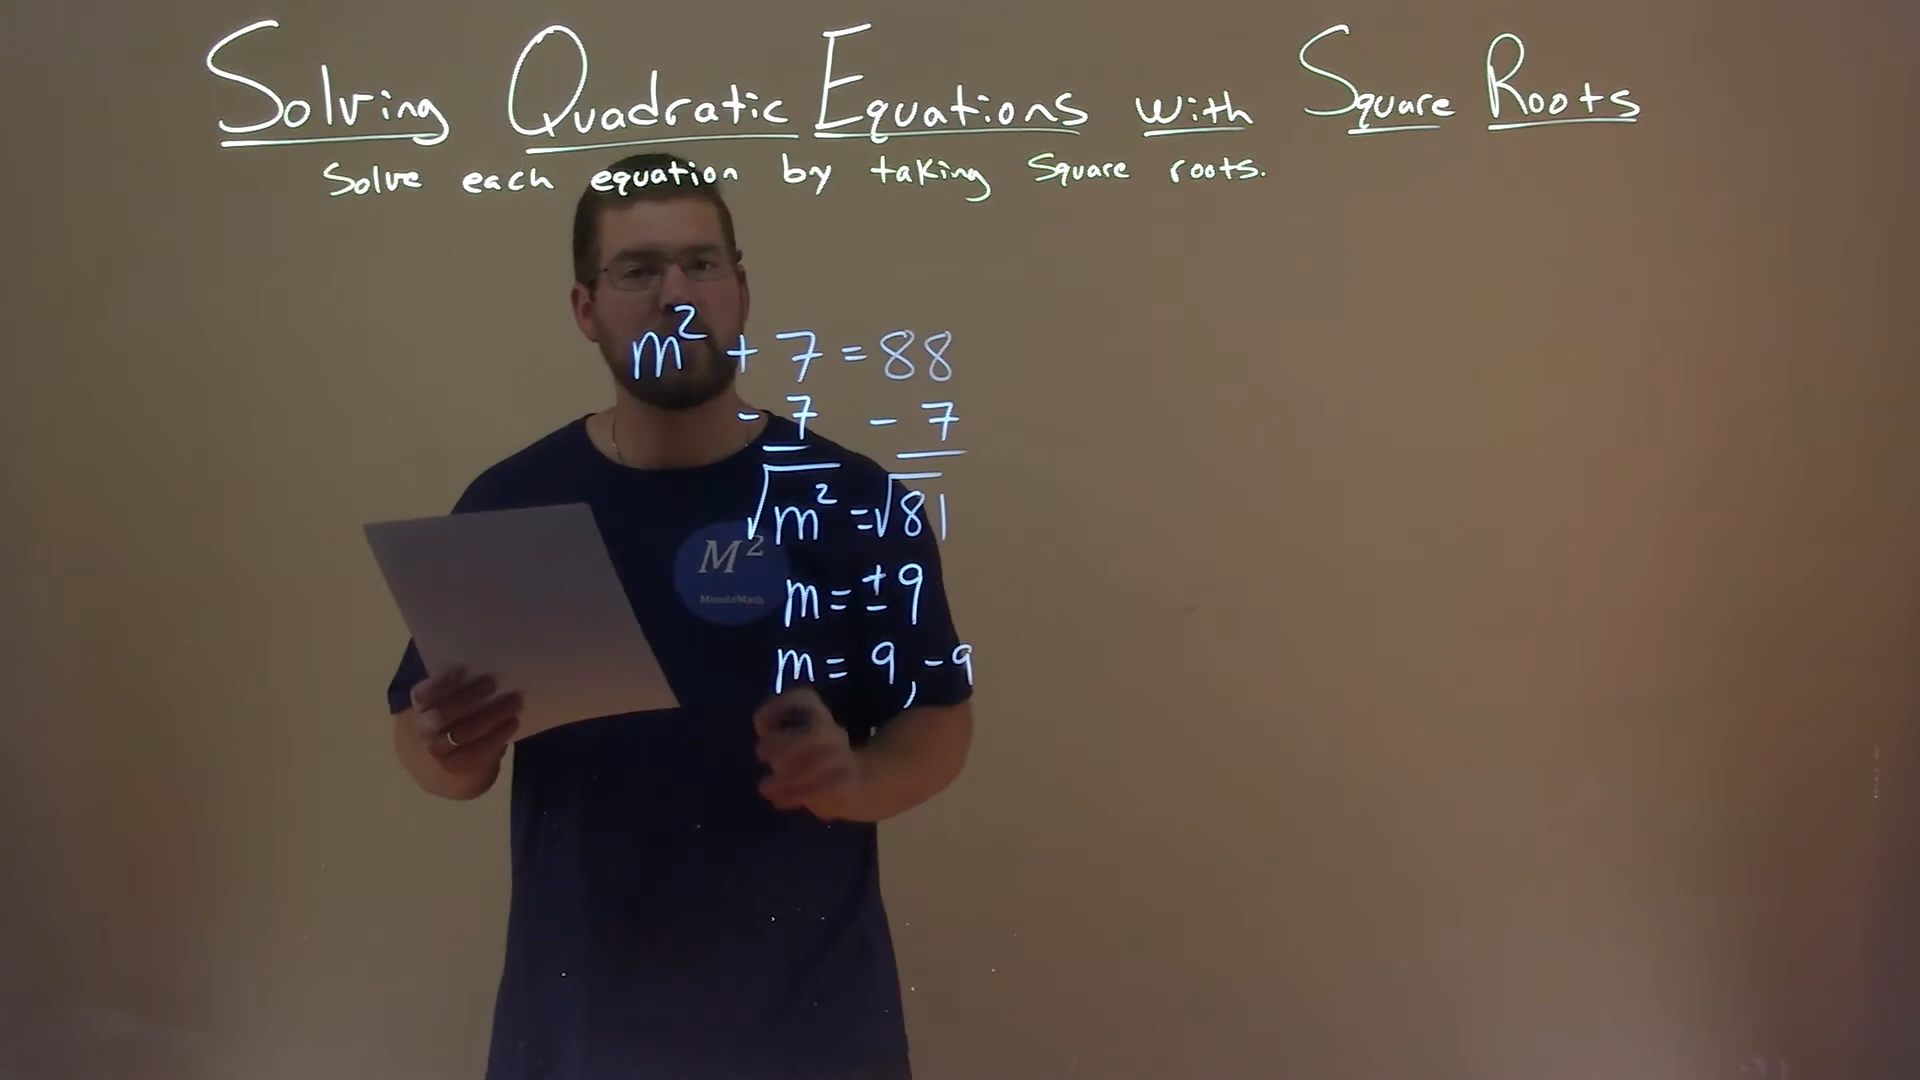 Solving Quadratic Equations with Square Roots
Solve each equation by taking square roots.
m² + 7 = 88
- 7 - 7
√m² = √81
M²
MinuteMath
m = ± 9
m = 9, -9